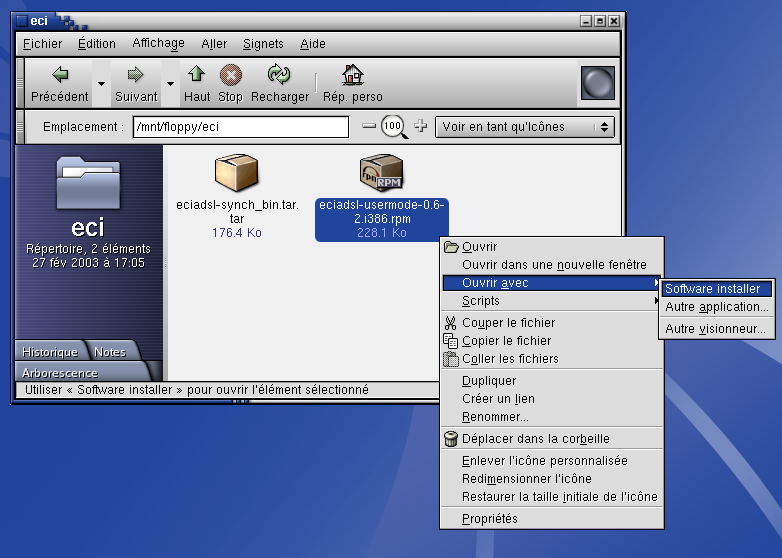 eci
Fichier Édition Affichage Aller Signets Aide
Précédent Suivant Haut Stop Recharger Rép. perso
Emplacement : /mnt/floppy/eci 100 Voir en tant qu'Icônes
eci
Répertoire, 2 éléments
27 fév 2003 à 17:05
Historique Notes
Arborescence
eciadsl-synch_bin.tar.
tar
176.4 Ko
rpm RPM
eciadsl-usermode-0.6-
2.i386.rpm
228.1 Ko
Ouvrir
Ouvrir dans une nouvelle fenêtre
Ouvrir avec
Scripts
Couper le fichier
Copier le fichier
Coller les fichiers
Dupliquer
Créer un lien
Renommer...
Déplacer dans la corbeille
Enlever l'icône personnalisée
Redimensionner l'icône
Restaurer la taille initiale de l'icône
Propriétés
Software installer
Autre application...
Autre visionneur...
Utiliser « Software installer » pour ouvrir l'élément sélectionné